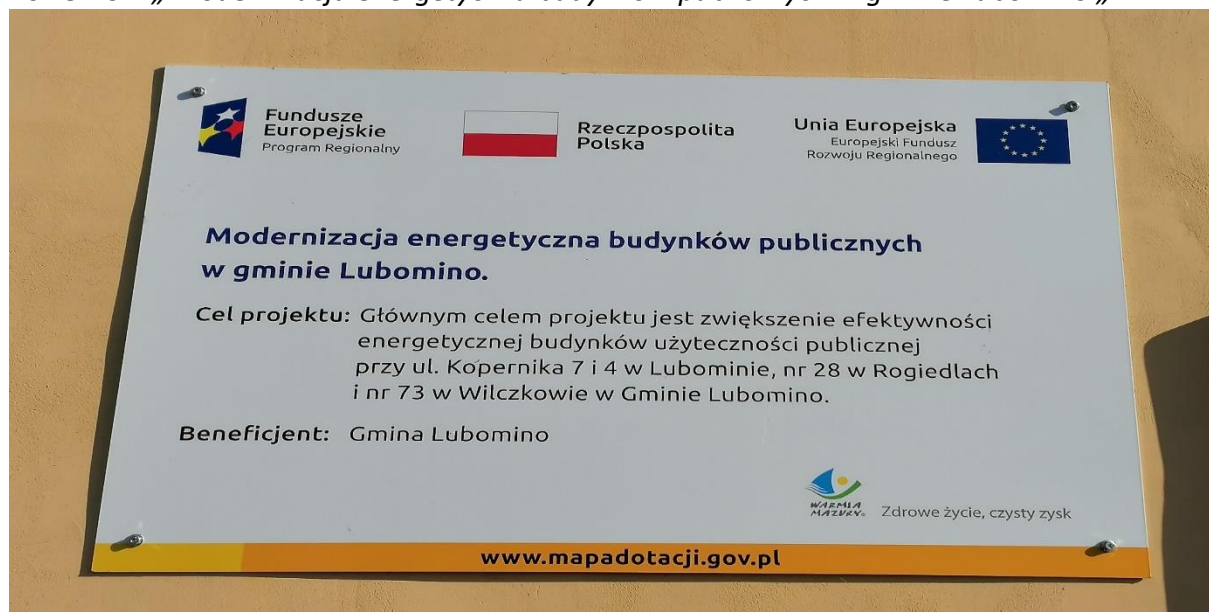 Fundusze
Europejskie
Program Regionalny
Rzeczpospolita
Polska
Unia Europejska
Europejski Fundusz
Rozwoju Regionalnego
Modernizacja energetyczna budynków publicznych
w gminie Lubomino.
Cel projektu: Głównym celem projektu jest zwiększenie efektywności
energetycznej budynków użyteczności publicznej
przy ul. Kopernika 7 i 4 w Lubominie, nr 28 w Rogiedlach
i nr 73 w Wilczkowie w Gminie Lubomino.
Beneficjent: Gmina Lubomino
WARMIA
MAZURY
Zdrowe życie, czysty zysk
www.mapadotacji.gov.pl